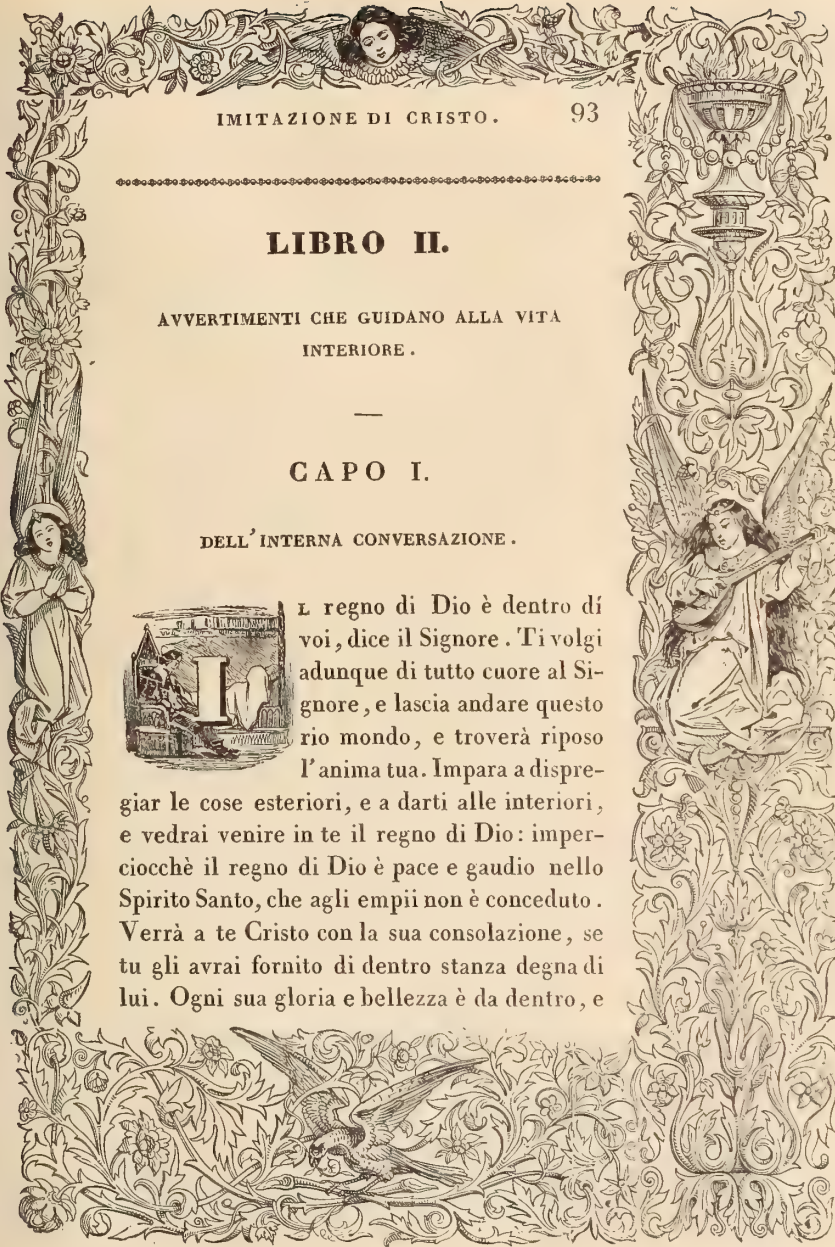 IMITAZIONE DI CRISTO. 93
LIBRO II.
AVVERTIMENTI CHE GUIDANO ALLA VITA
INTERIORE.
CAPO I.
DELL'INTERNA CONVERSAZIONE.
IL regno di Dio è dentro di
voi, dice il Signore. Ti volgi
adunque di tutto cuore al Si-
gnore, e lascia andare questo
rio mondo, e troverà riposo
l'anima tua. Impara a dispre-
giar le cose esteriori, e a darti alle interiori,
e vedrai venire in te il regno di Dio: imper-
ciocchè il regno di Dio è pace e gaudio nello
Spirito Santo, che agli empii non è conceduto.
Verrà a te Cristo con la sua consolazione, se
tu gli avrai fornito di dentro stanza degna di
lui. Ogni sua gloria e bellezza è da dentro, e